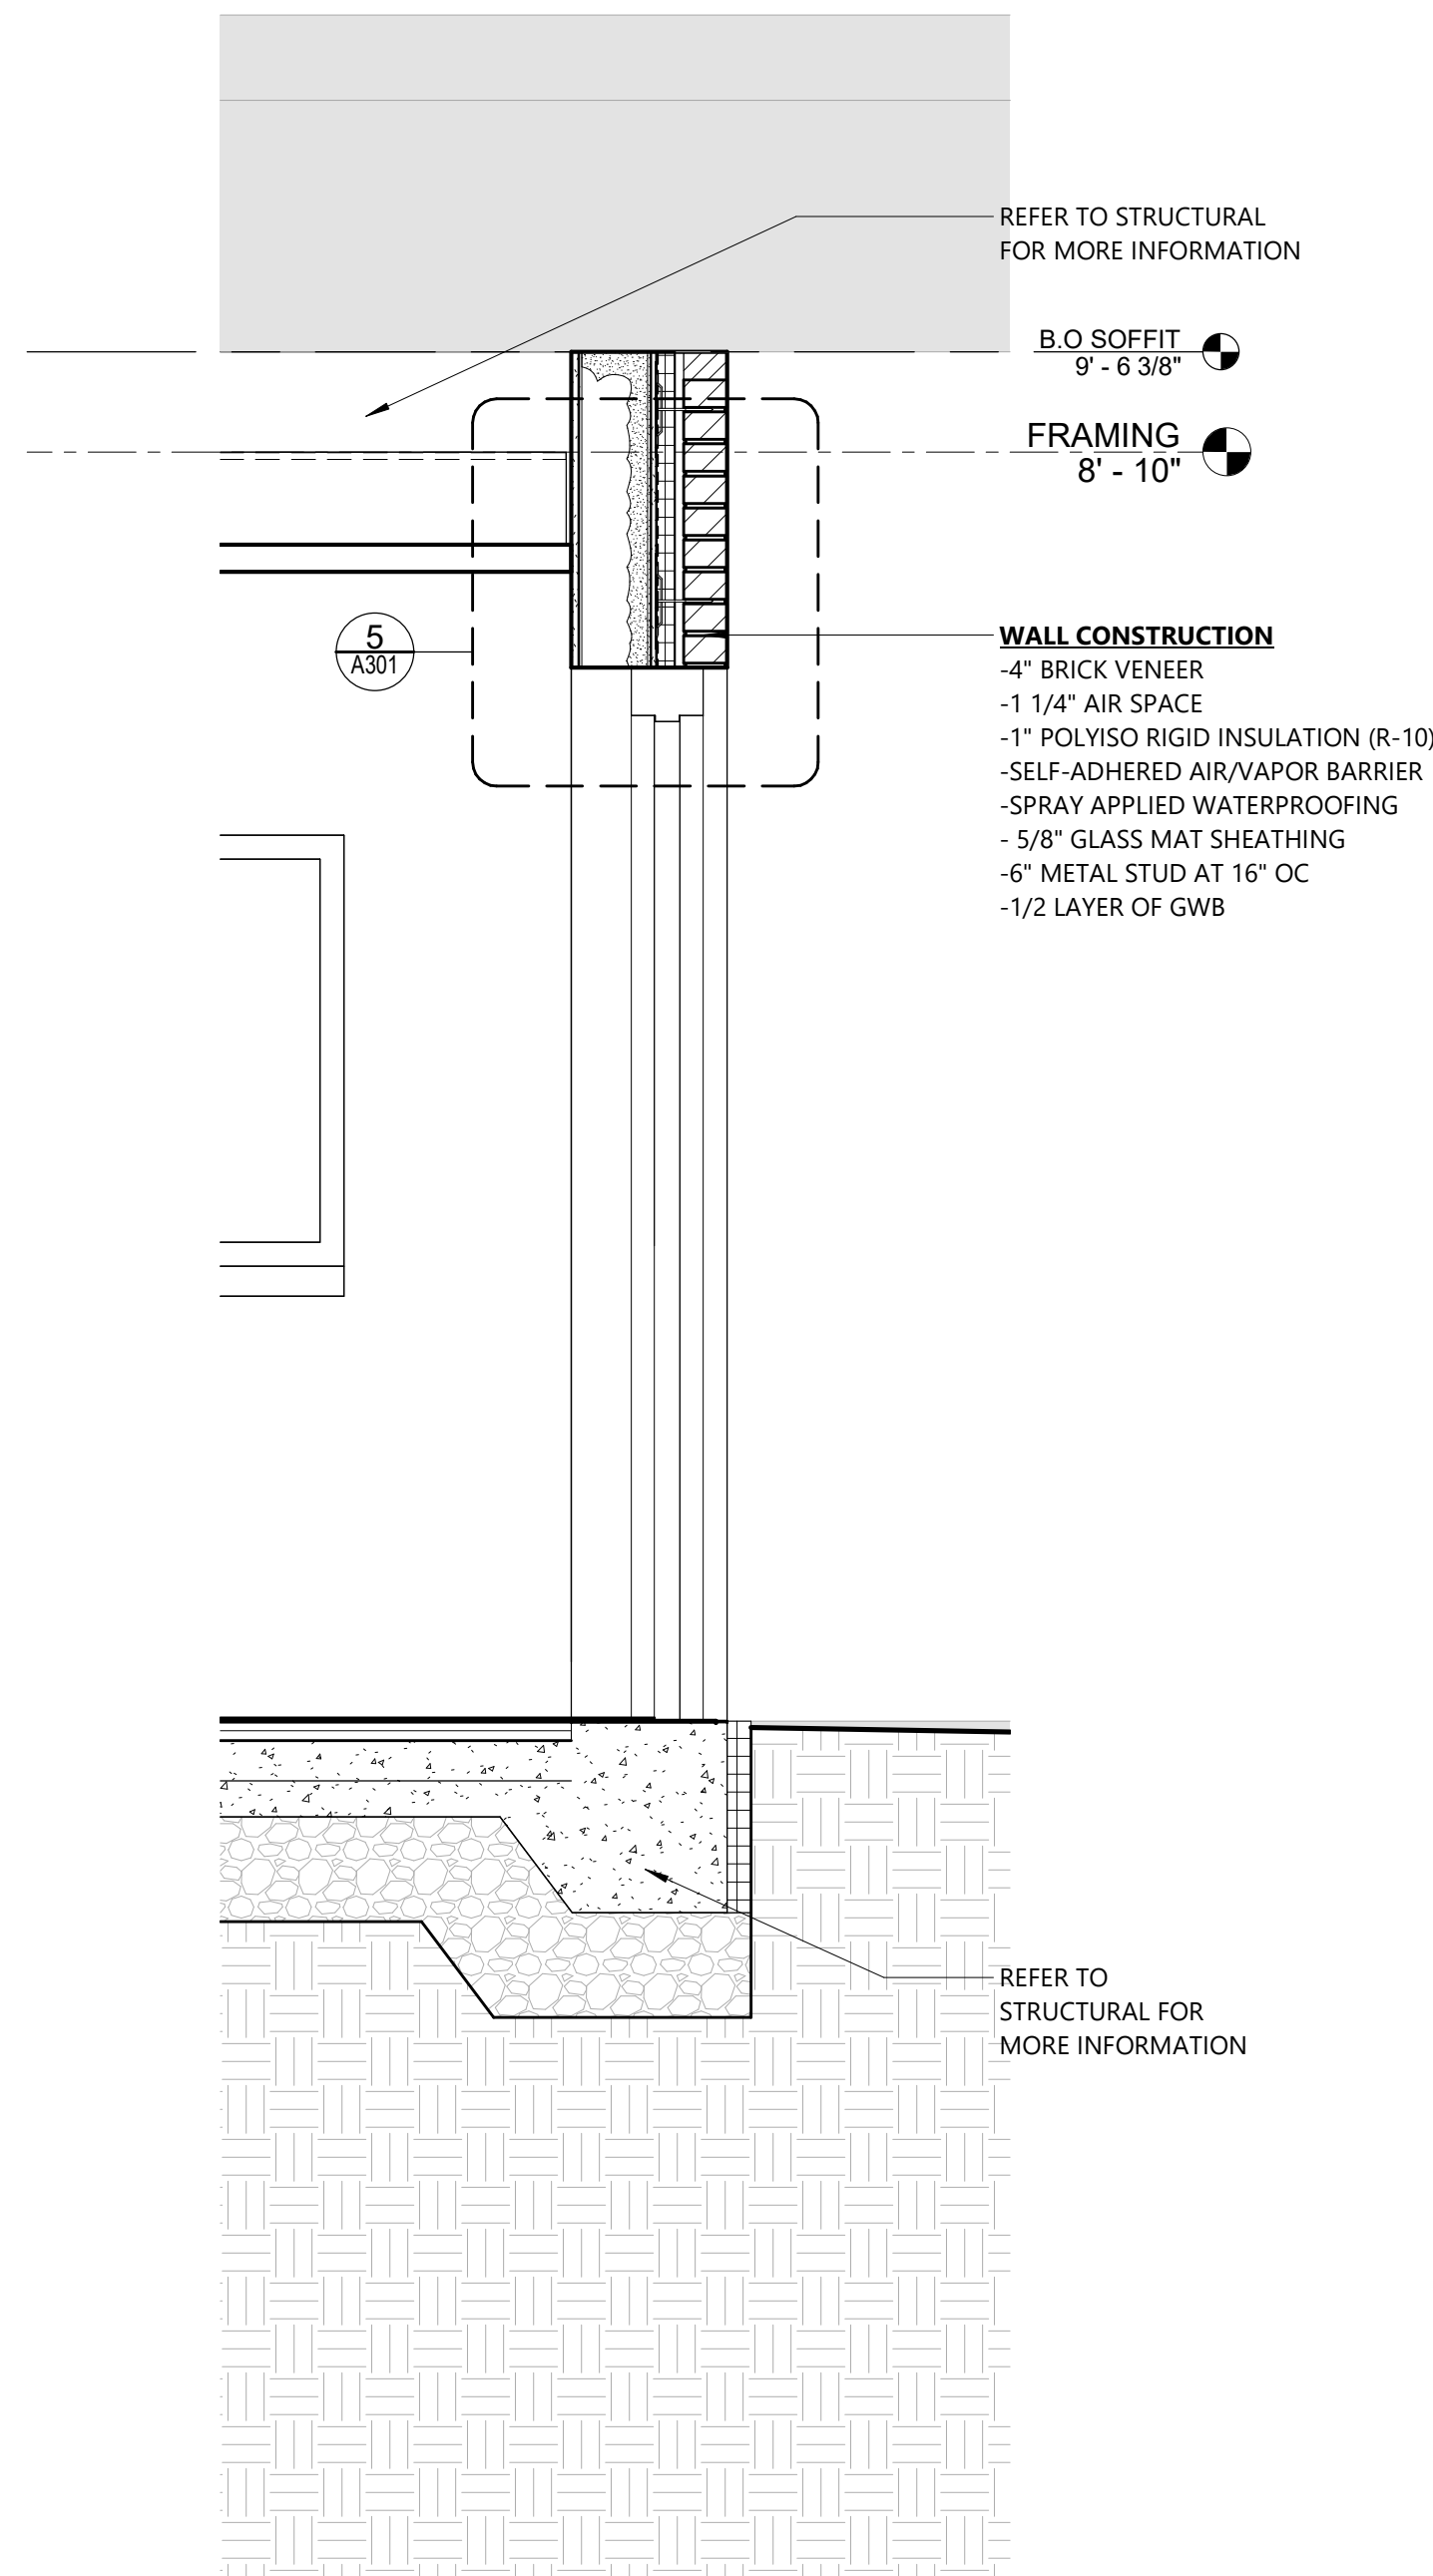 REFER TO STRUCTURAL
FOR MORE INFORMATION
B.O SOFFIT
9' - 6 3/8"
FRAMING
8' - 10"
5
A301
WALL CONSTRUCTION
-4" BRICK VENEER
-1 1/4" AIR SPACE
-1" POLYISO RIGID INSULATION (R-10)
-SELF-ADHERED AIR/VAPOR BARRIER
-SPRAY APPLIED WATERPROOFING
- 5/8" GLASS MAT SHEATHING
-6" METAL STUD AT 16" OC
-1/2 LAYER OF GWB
REFER TO
STRUCTURAL FOR
MORE INFORMATION